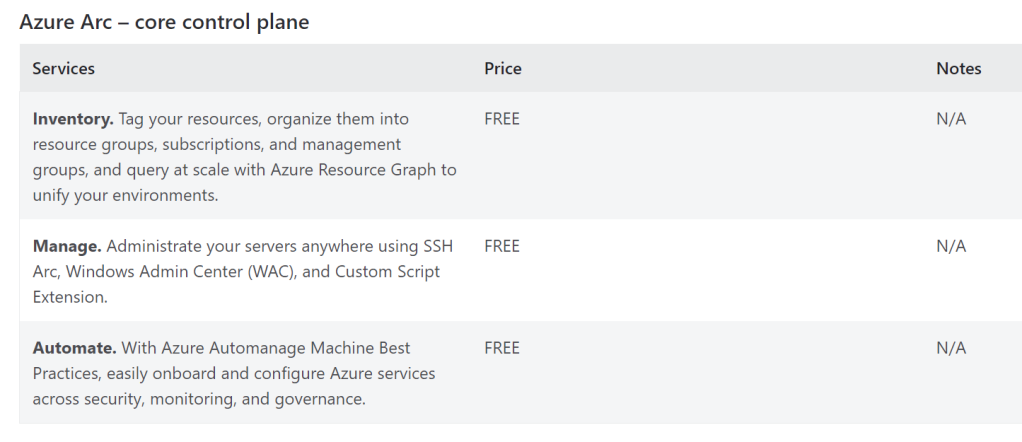 Azure Arc – core control plane
Services Price Notes
Inventory. Tag your resources, organize them into FREE N/A
resource groups, subscriptions, and management
groups, and query at scale with Azure Resource Graph to
unify your environments.
Manage. Administrate your servers anywhere using SSH FREE N/A
Arc, Windows Admin Center (WAC), and Custom Script
Extension.
Automate. With Azure Automanage Machine Best FREE N/A
Practices, easily onboard and configure Azure services
across security, monitoring, and governance.